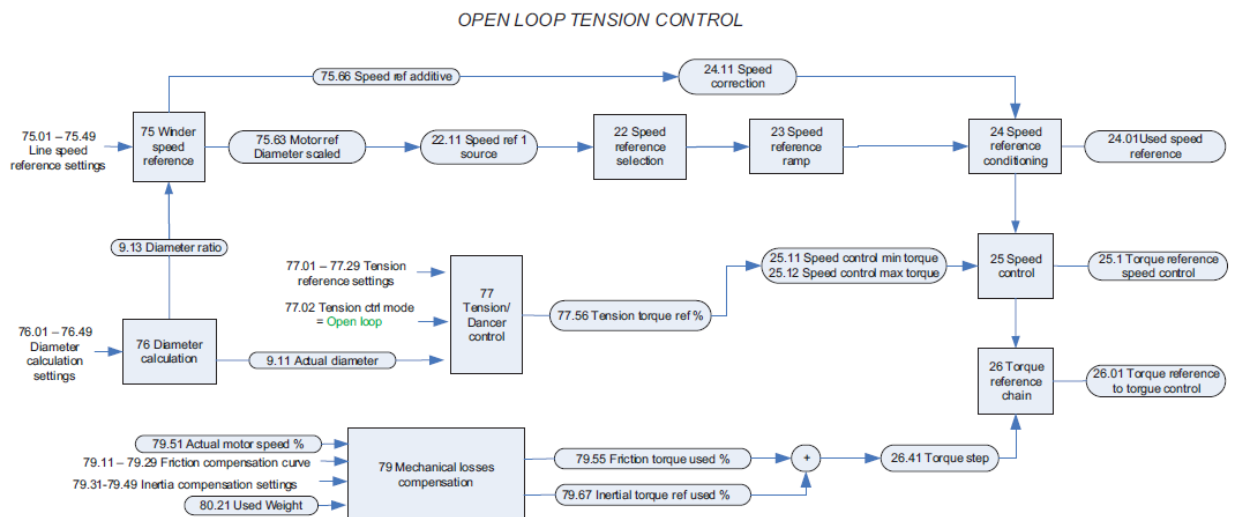 OPEN LOOP TENSION CONTROL
75.66 Speed ref additive
24.11 Speed
correction
75.01 – 75.49
Line speed
reference settings
75 Winder
speed
reference
75.63 Motor ref
Diameter scaled
22.11 Speed ref 1
source
22 Speed
reference
selection
23 Speed
reference
ramp
24 Speed
reference
conditioning
24.01Used speed
reference
9.13 Diameter ratio
77.01 – 77.29 Tension
reference settings
77.02 Tension ctrl mode
= Open loop
77
Tension/
Dancer
control
77.56 Tension torque ref %
25.11 Speed control min torque
25.12 Speed control max torque
25 Speed
control
25.1 Torque reference
speed control
76.01 – 76.49
Diameter
calculation
settings
76 Diameter
calculation
9.11 Actual diameter
26 Torque
reference
chain
26.01 Torque reference
to torgue control
79.51 Actual motor speed %
79.11 – 79.29 Friction compensation curve
79.31-79.49 Inertia compensation settings
80.21 Used Weight
79 Mechanical losses
compensation
79.55 Friction torque used %
79.67 Inertial torque ref used %
+
26.41 Torque step